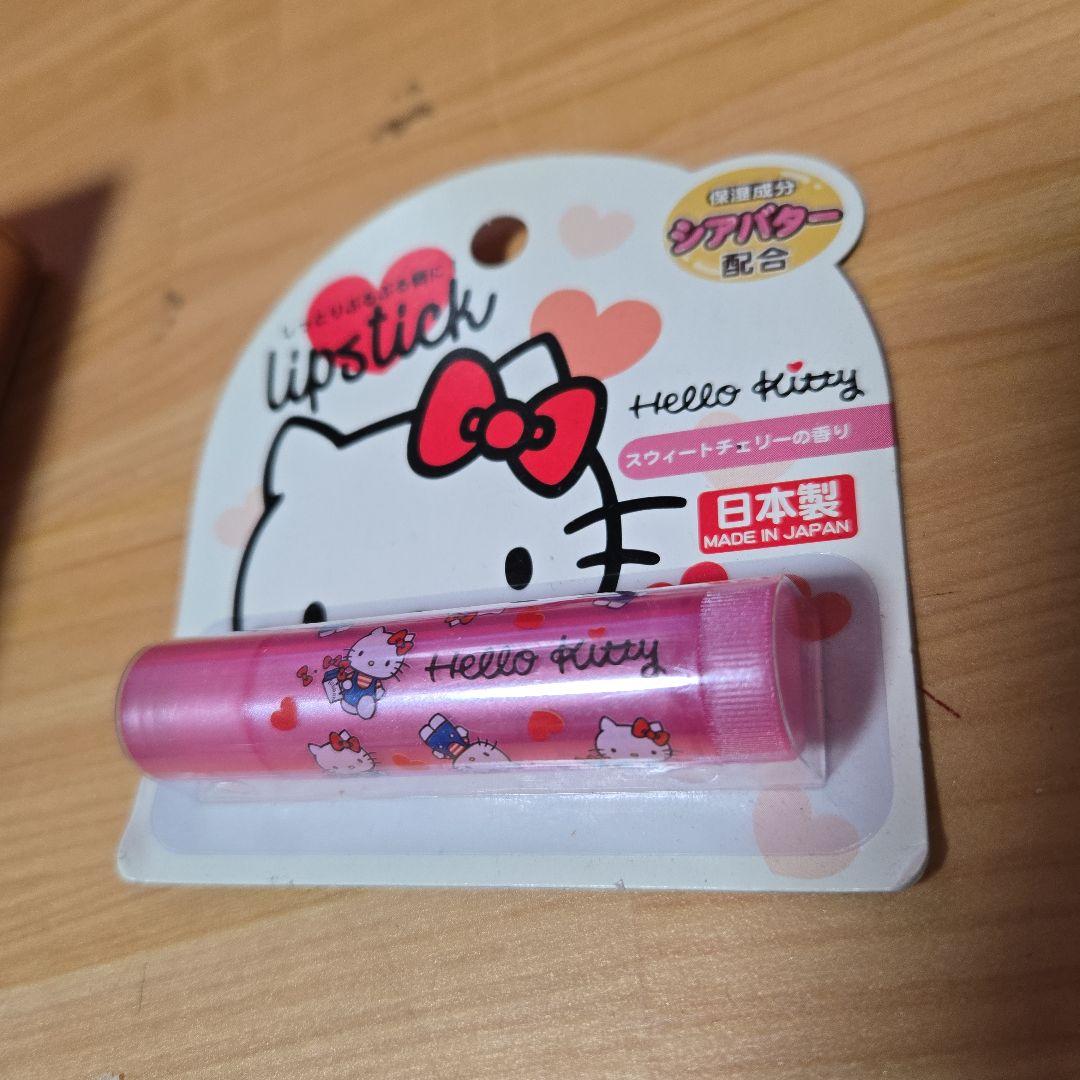 保湿成分
シアバター
配合
しっとりぷるぷる唇に
lipstick
Hello Kitty
スウィートチェリーの香り
日本製
MADE IN JAPAN
Hello Kitty